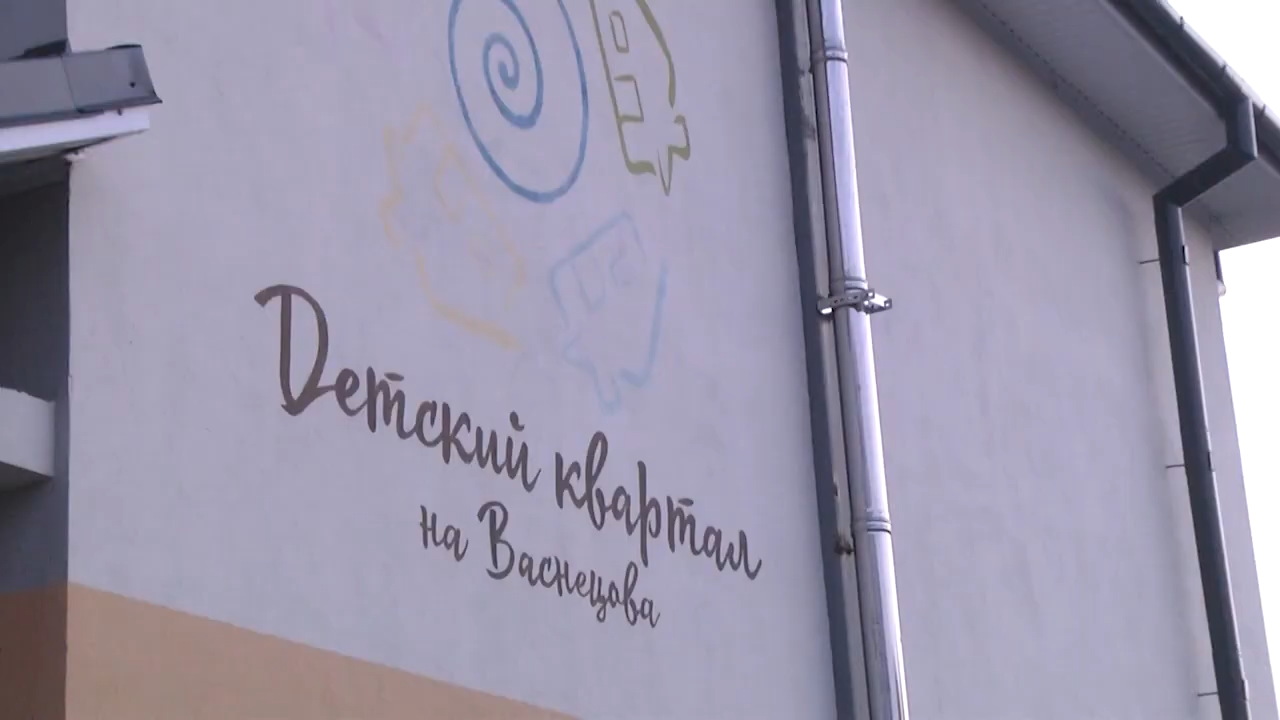 Детский квартал
на Васнецова